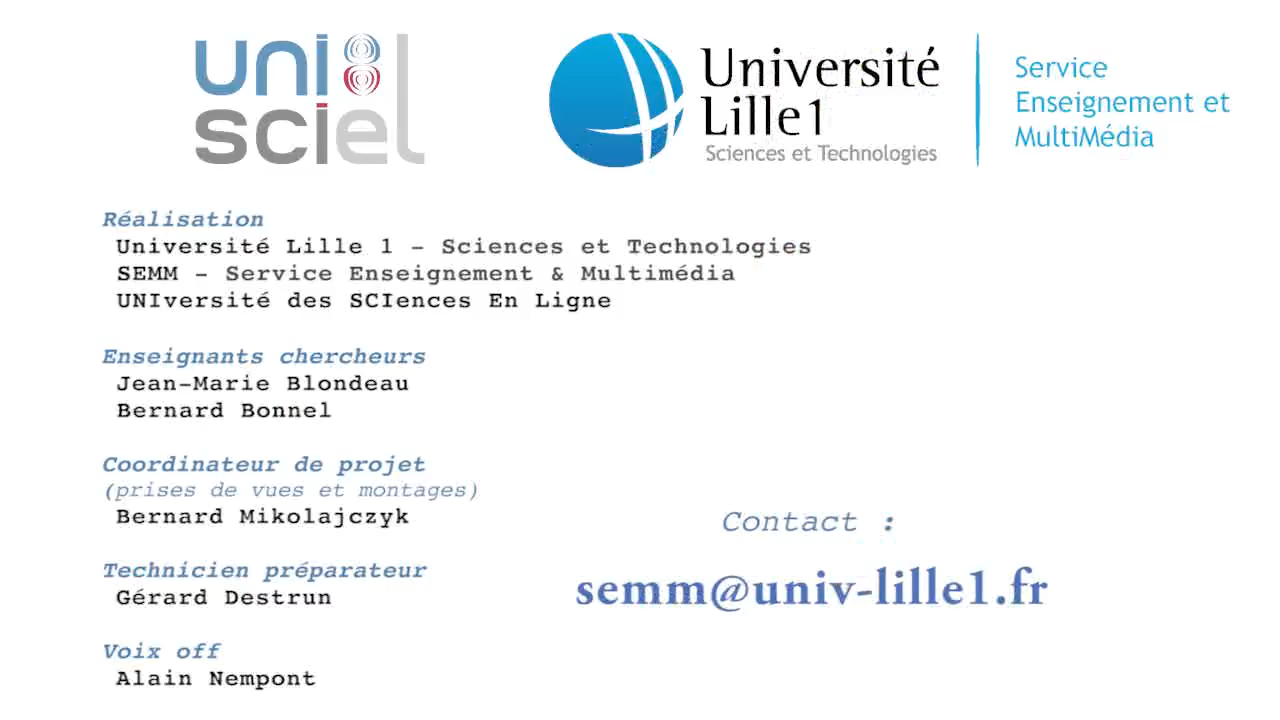 uni
sciel
Université
Lille1
Sciences et Technologies
Service
Enseignement et
MultiMédia
Réalisation
Université Lille 1 - Sciences et Technologies
SEMM - Service Enseignement & Multimédia
UNIversité des SCIences En Ligne
Enseignants chercheurs
Jean-Marie Blondeau
Bernard Bonnel
Coordinateur de projet
(prises de vues et montages)
Bernard Mikolajczyk
Technicien préparateur
Gérard Destrun
Voix off
Alain Nempont
Contact :
semm@univ-lille1.fr